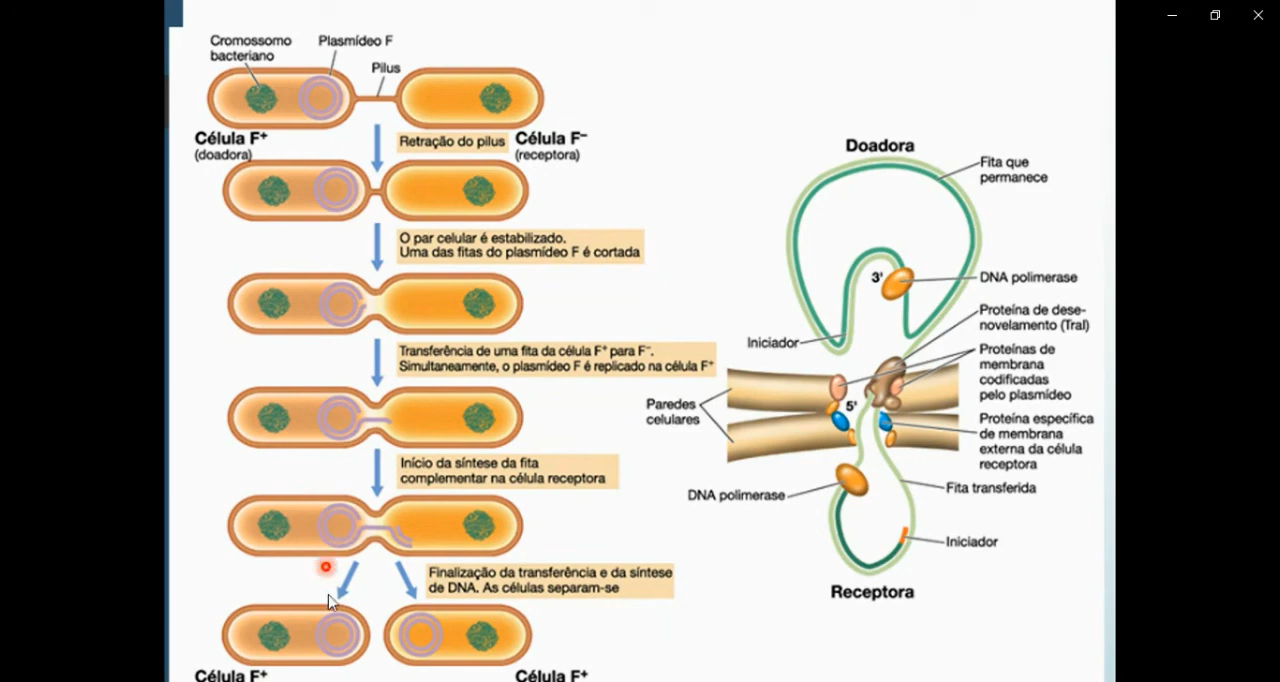 Cromossomo
bacteriano
Plasmídeo F
Pilus
Célula F⁺
(doadora)
Retração do pilus
Célula F⁻
(receptora)
O par celular é estabilizado.
Uma das fitas do plasmídeo F é cortada
Transferência de uma fita da célula F⁺ para F⁻.
Simultaneamente, o plasmídeo F é replicado na célula F⁺
Início da síntese da fita
complementar na célula receptora
Finalização da transferência e da síntese
de DNA. As células separam-se
Célula F⁺
Célula F⁺
Doadora
Fita que
permanece
3'
DNA polimerase
Proteína de dese-
novelamento (TraI)
Iniciador
Proteínas de
membrana
codificadas
pelo plasmídeo
Paredes
celulares
5'
Proteína específica
de membrana
externa da célula
receptora
DNA polimerase
Fita transferida
Iniciador
Receptora